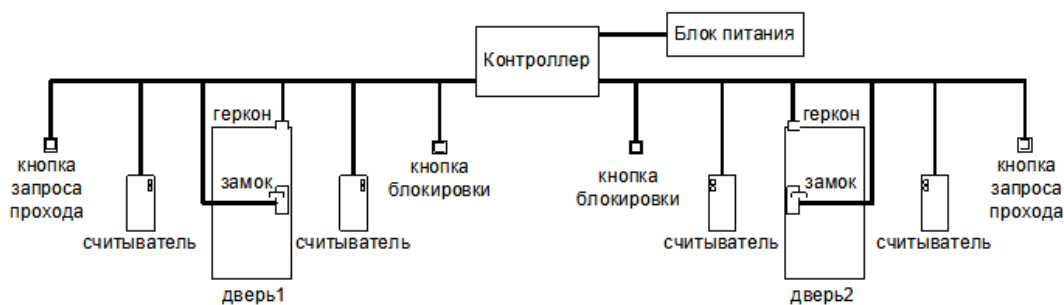 Блок питания
Контроллер
геркон
геркон
кнопка
запроса
прохода
замок
кнопка
блокировки
кнопка
блокировки
замок
кнопка
запроса
прохода
считыватель
считыватель
считыватель
считыватель
дверь1
дверь2